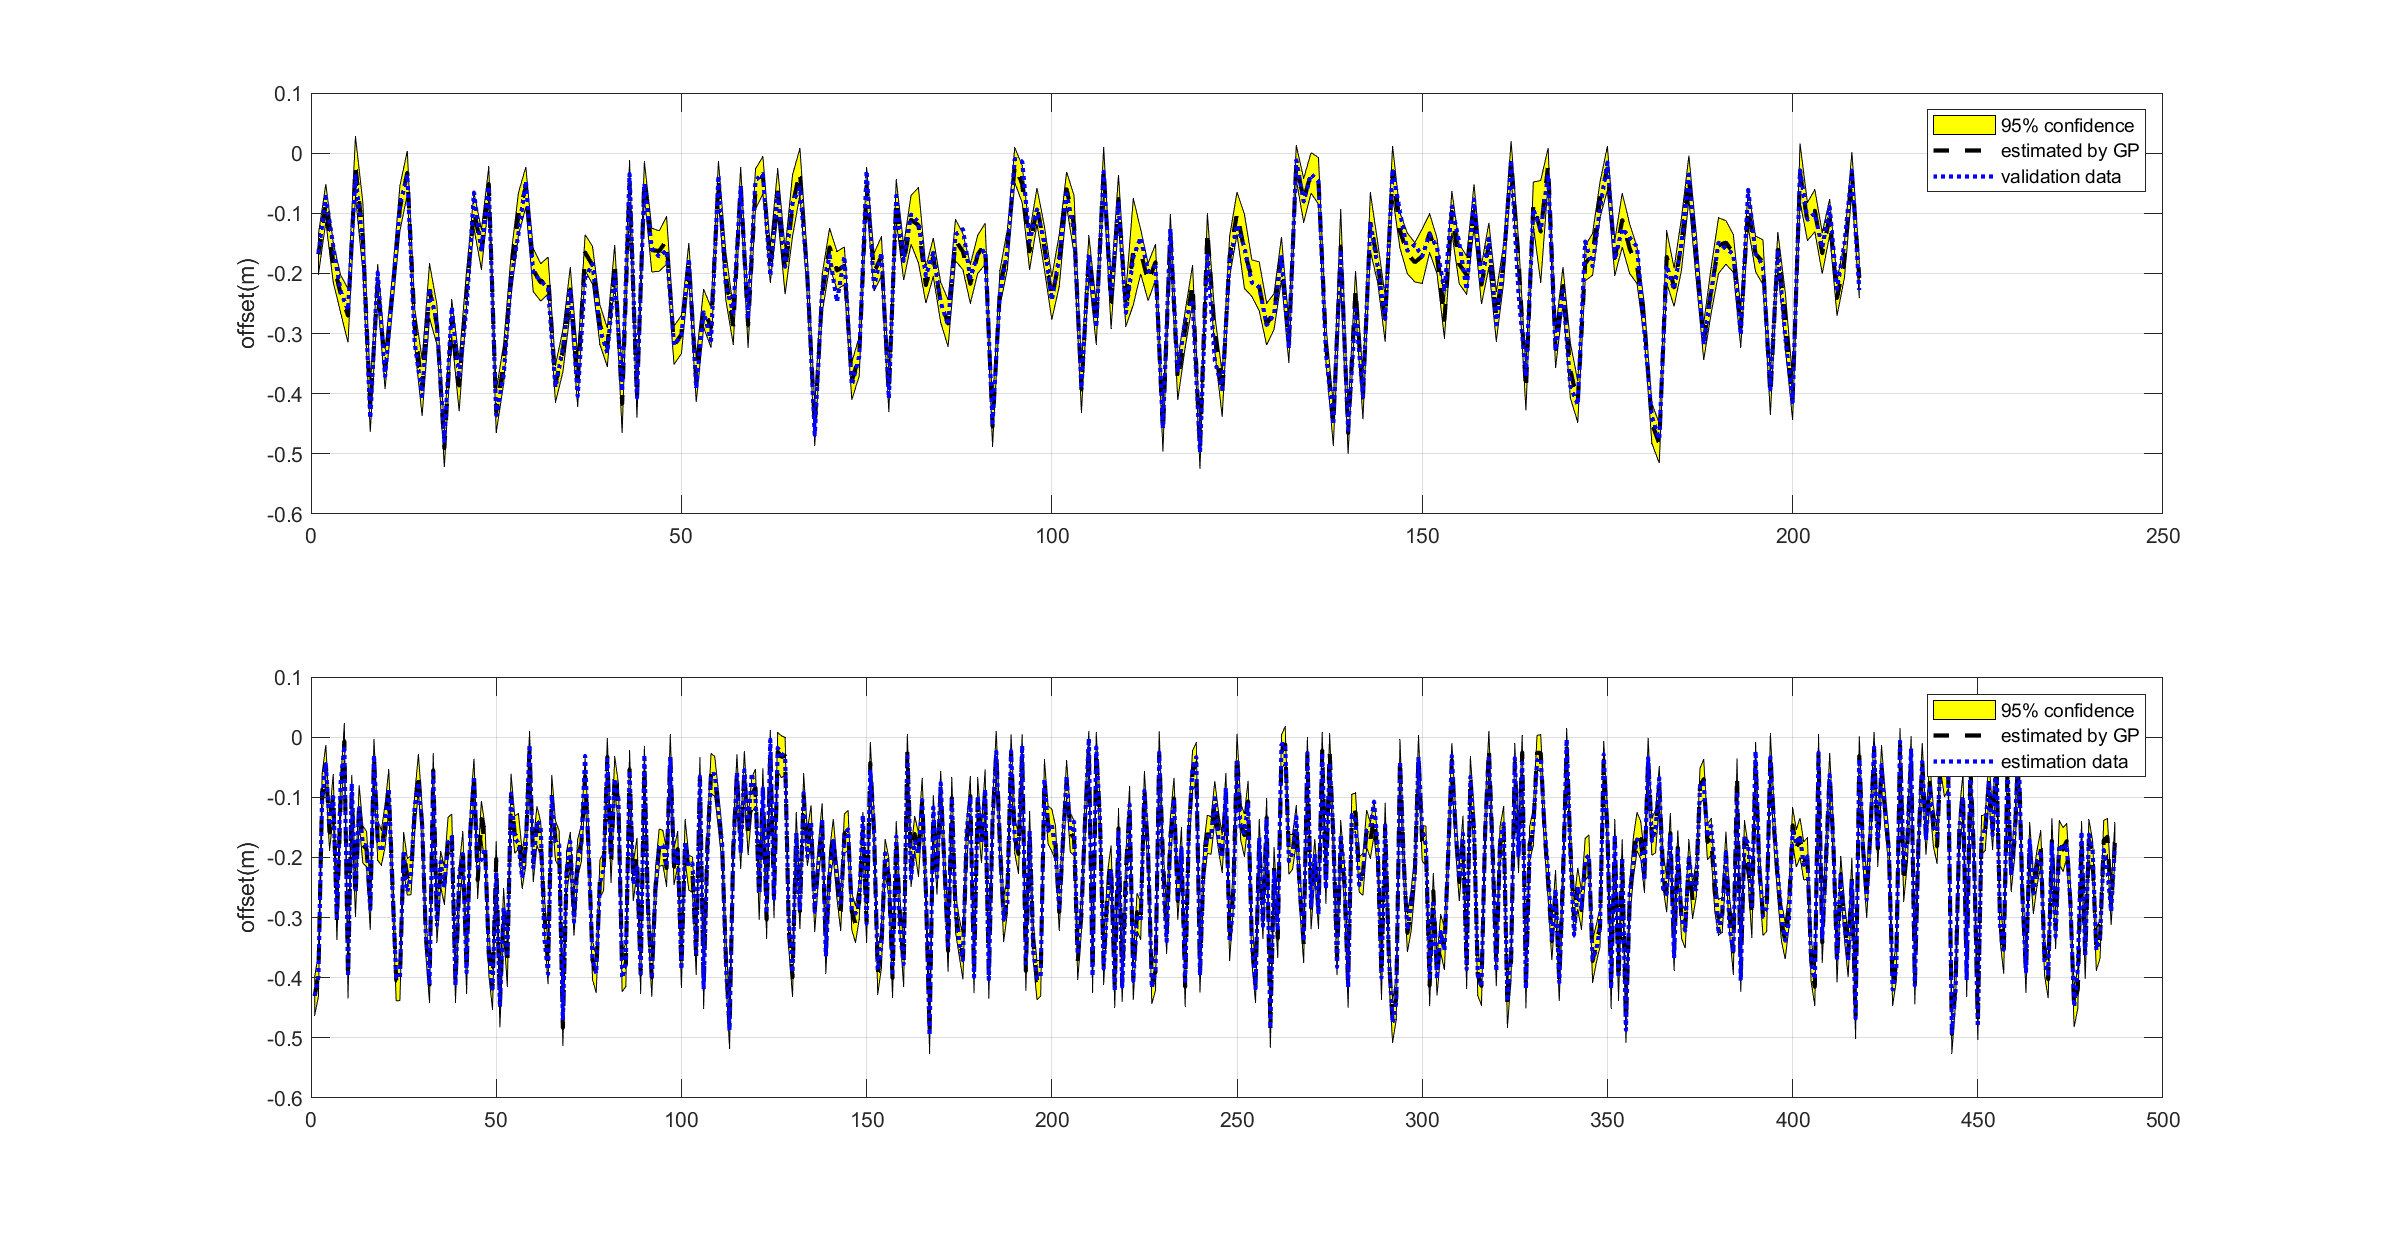 0.1
0
-0.1
-0.2
-0.3
-0.4
-0.5
-0.6
offset(m)
0 50 100 150 200 250
95% confidence
estimated by GP
validation data
0.1
0
-0.1
-0.2
-0.3
-0.4
-0.5
-0.6
offset(m)
0 50 100 150 200 250 300 350 400 450 500
95% confidence
estimated by GP
estimation data